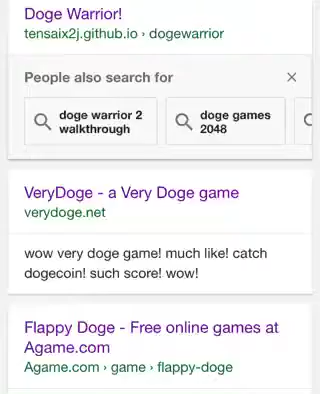 Doge Warrior!
tensaix2j.github.io › dogewarrior
People also search for
doge warrior 2
walkthrough
doge games
2048
VeryDoge - a Very Doge game
verydoge.net
wow very doge game! much like! catch
dogecoin! such score! wow!
Flappy Doge - Free online games at
Agame.com
Agame.com › game › flappy-doge